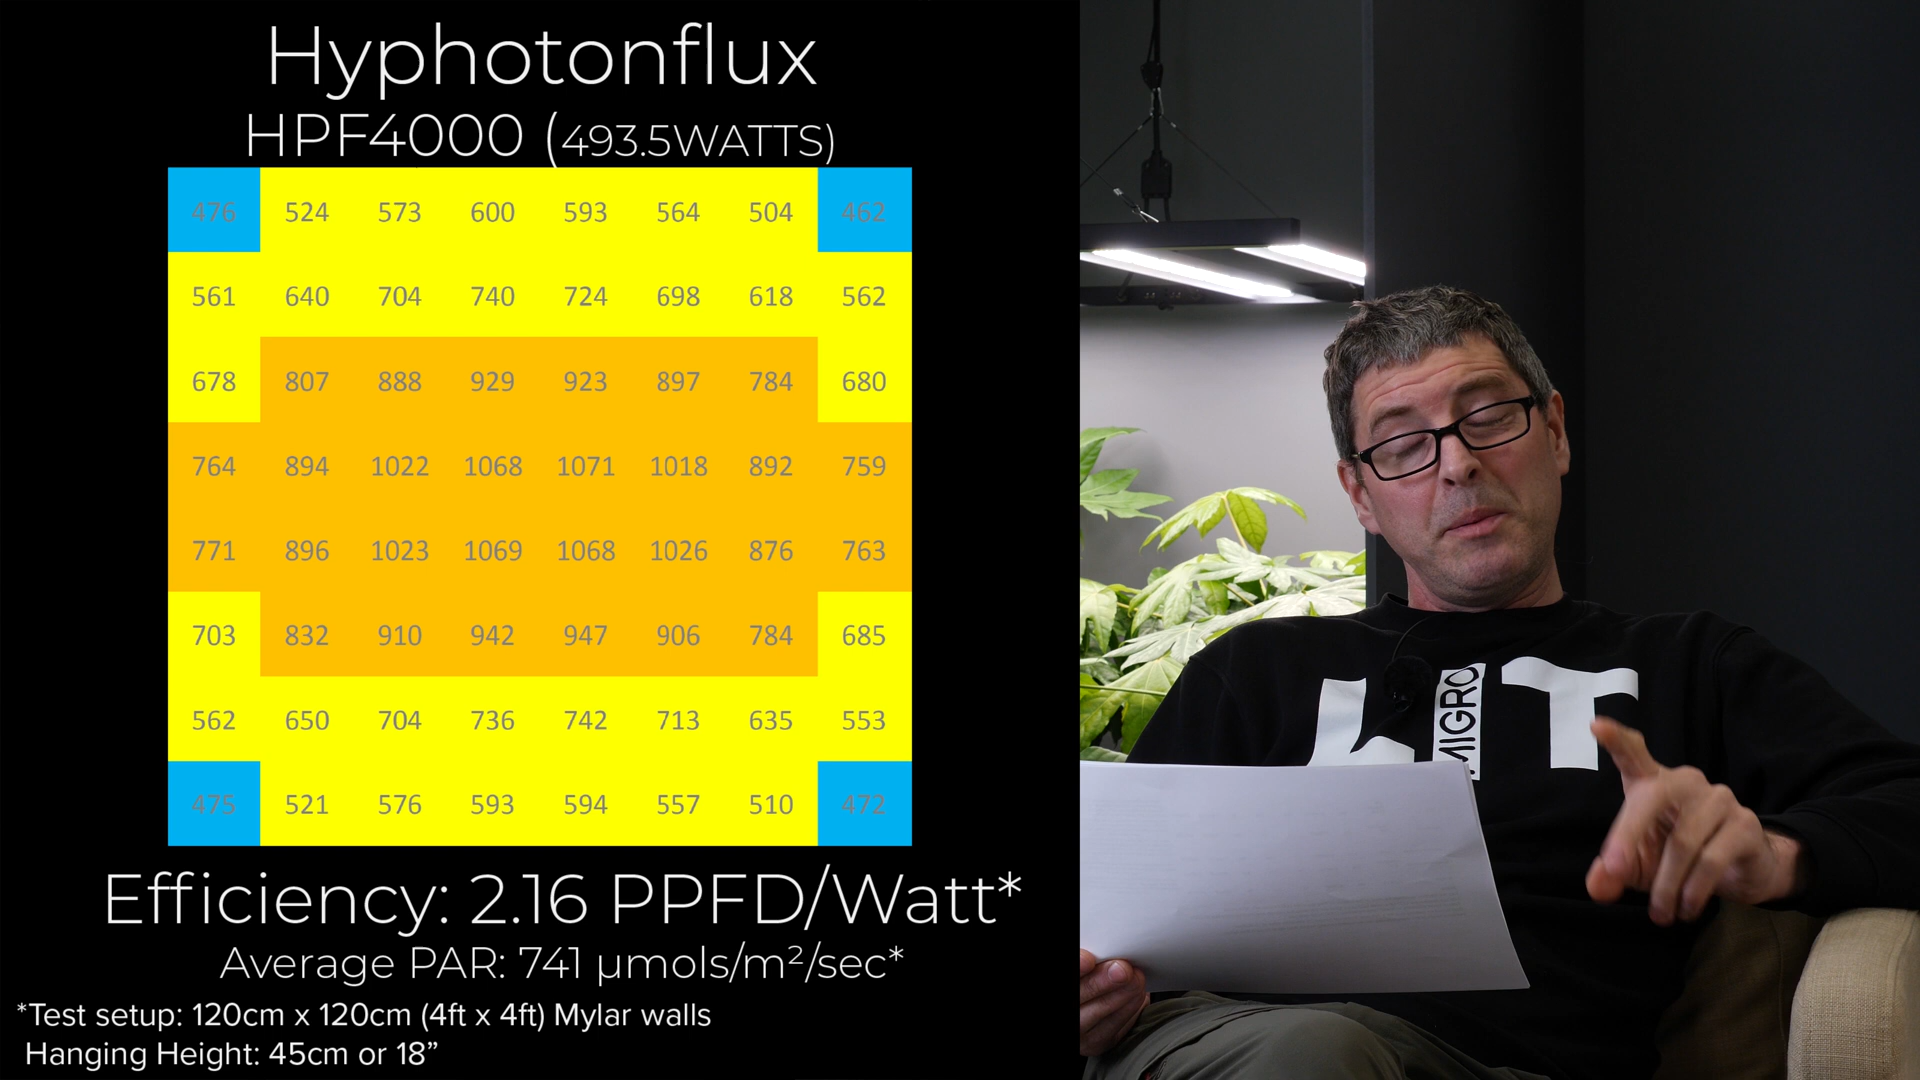 Hyphotonflux
HPF4000 (493.5WATTS)
476 524 573 600 593 564 504 462
561 640 704 740 724 698 618 562
678 807 888 929 923 897 784 680
764 894 1022 1068 1071 1018 892 759
771 896 1023 1069 1068 1026 876 763
703 832 910 942 947 906 784 685
562 650 704 736 742 713 635 553
475 521 576 593 594 557 510 472
Efficiency: 2.16 PPFD/Watt*
Average PAR: 741 µmols/m²/sec*
*Test setup: 120cm x 120cm (4ft x 4ft) Mylar walls
Hanging Height: 45cm or 18”
MIGRO